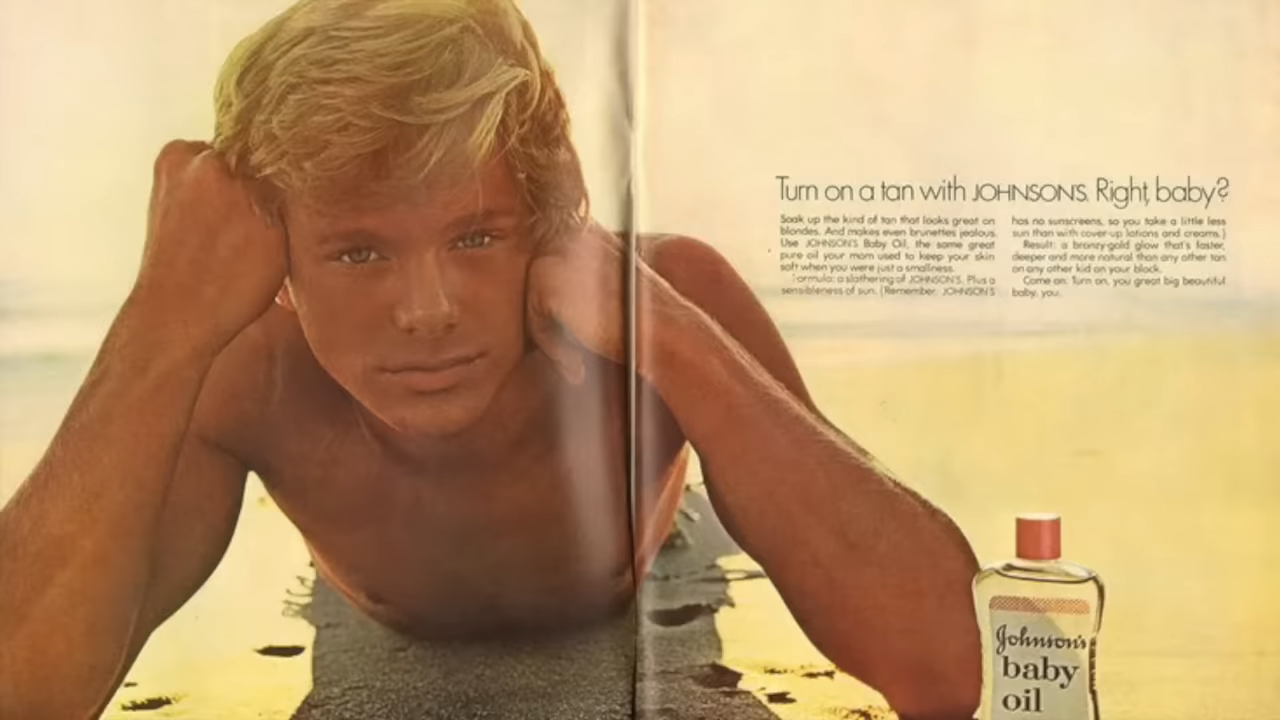 Turn on a tan with JOHNSON'S. Right, baby?
Soak up the kind of tan that looks great on
blondes. And makes even brunettes jealous.
Use JOHNSON'S Baby Oil, the same great
pure oil your mom used to keep your skin
soft when you were just a smallness.
Formula: a slathering of JOHNSON'S. Plus a
sensibleness of sun. (Remember, JOHNSON'S
has no sunscreens, so you take a little less
sun than with cover-up lotions and creams.)
Result: a bronzy-gold glow that's faster,
deeper and more natural than any other tan
on any other kid on your block.
Come on. Turn on, you great big beautiful
baby, you.
Johnson's
baby
oil